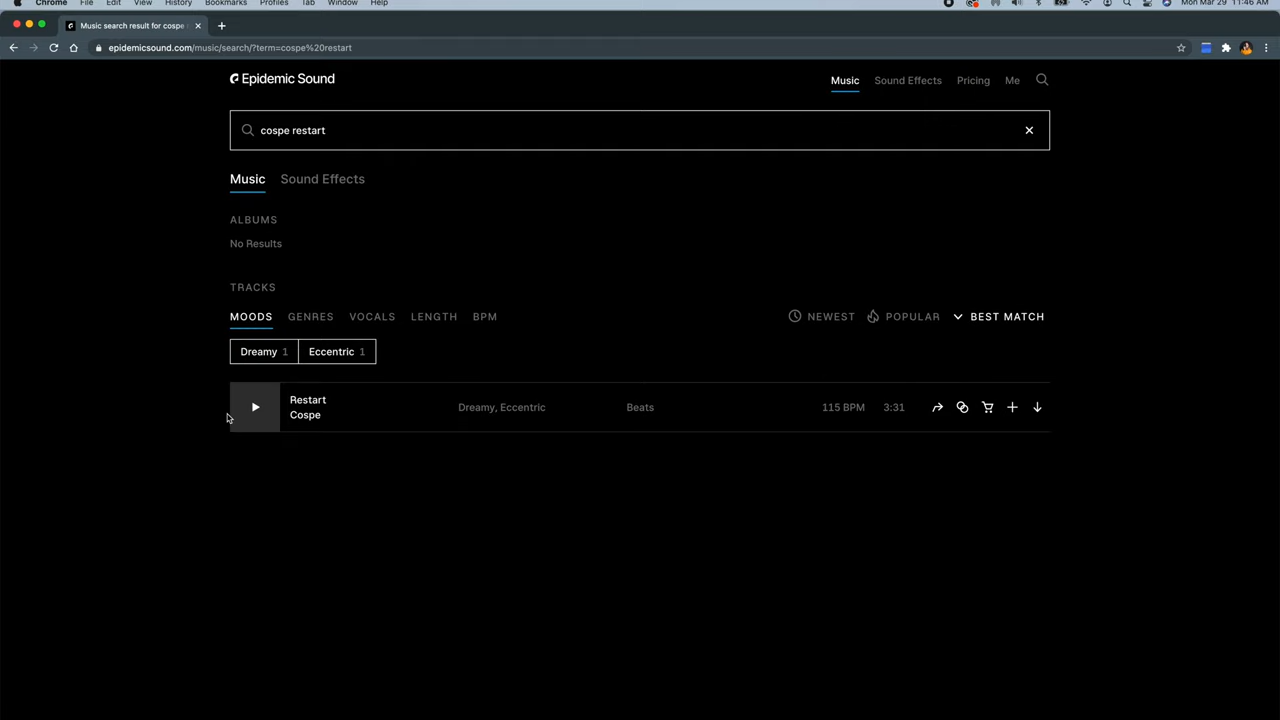 Chrome File Edit View History Bookmarks Profiles Tab Window Help Mon Mar 29 11:46 AM
Music search result for cospe
epidemicsound.com/music/search/?term=cospe%20restart
Epidemic Sound
Music Sound Effects Pricing Me
cospe restart
Music Sound Effects
ALBUMS
No Results
TRACKS
MOODS GENRES VOCALS LENGTH BPM NEWEST POPULAR BEST MATCH
Dreamy 1 Eccentric 1
Restart
Cospe
Dreamy, Eccentric Beats 115 BPM 3:31